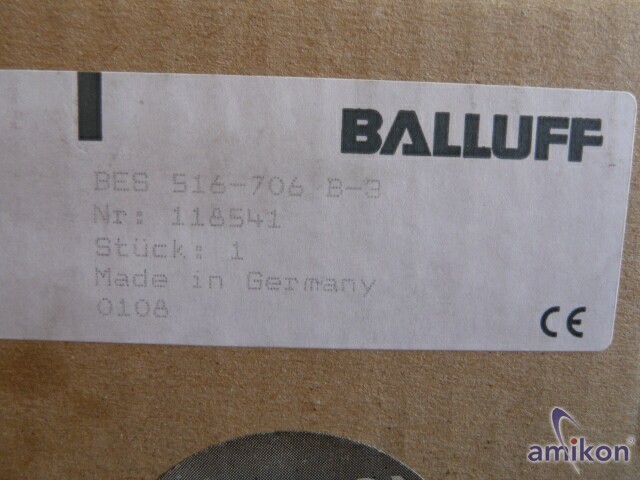 BALLUFF
BES 516-706 B-3
Nr: 118541
Stück: 1
Made in Germany
0108
CE
amikon